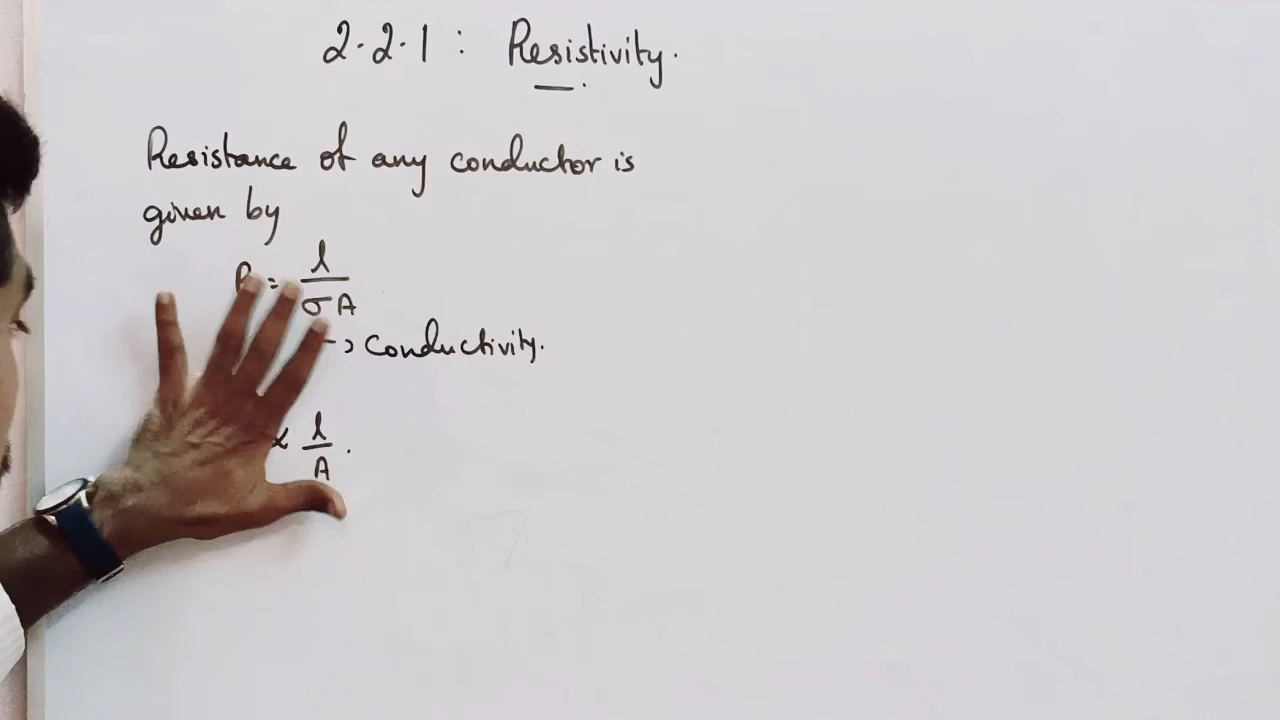 2.2.1 : Resistivity.
Resistance of any conductor is
given by
R = l/σA
→ Conductivity.
∝ l/A.